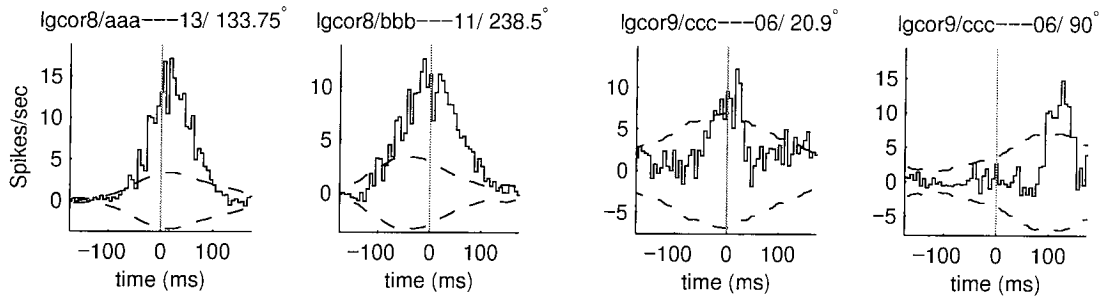 lgcor8/aaa−−−−13/ 133.75°
lgcor8/bbb−−−11/ 238.5°
lgcor9/ccc−−−06/ 20.9°
lgcor9/ccc−−−06/ 90°
Spikes/sec
15
10
5
0
−100 0 100
time (ms)
10
5
0
−100 0 100
time (ms)
10
5
0
−5
−100 0 100
time (ms)
15
10
5
0
−5
−100 0 100
time (ms)